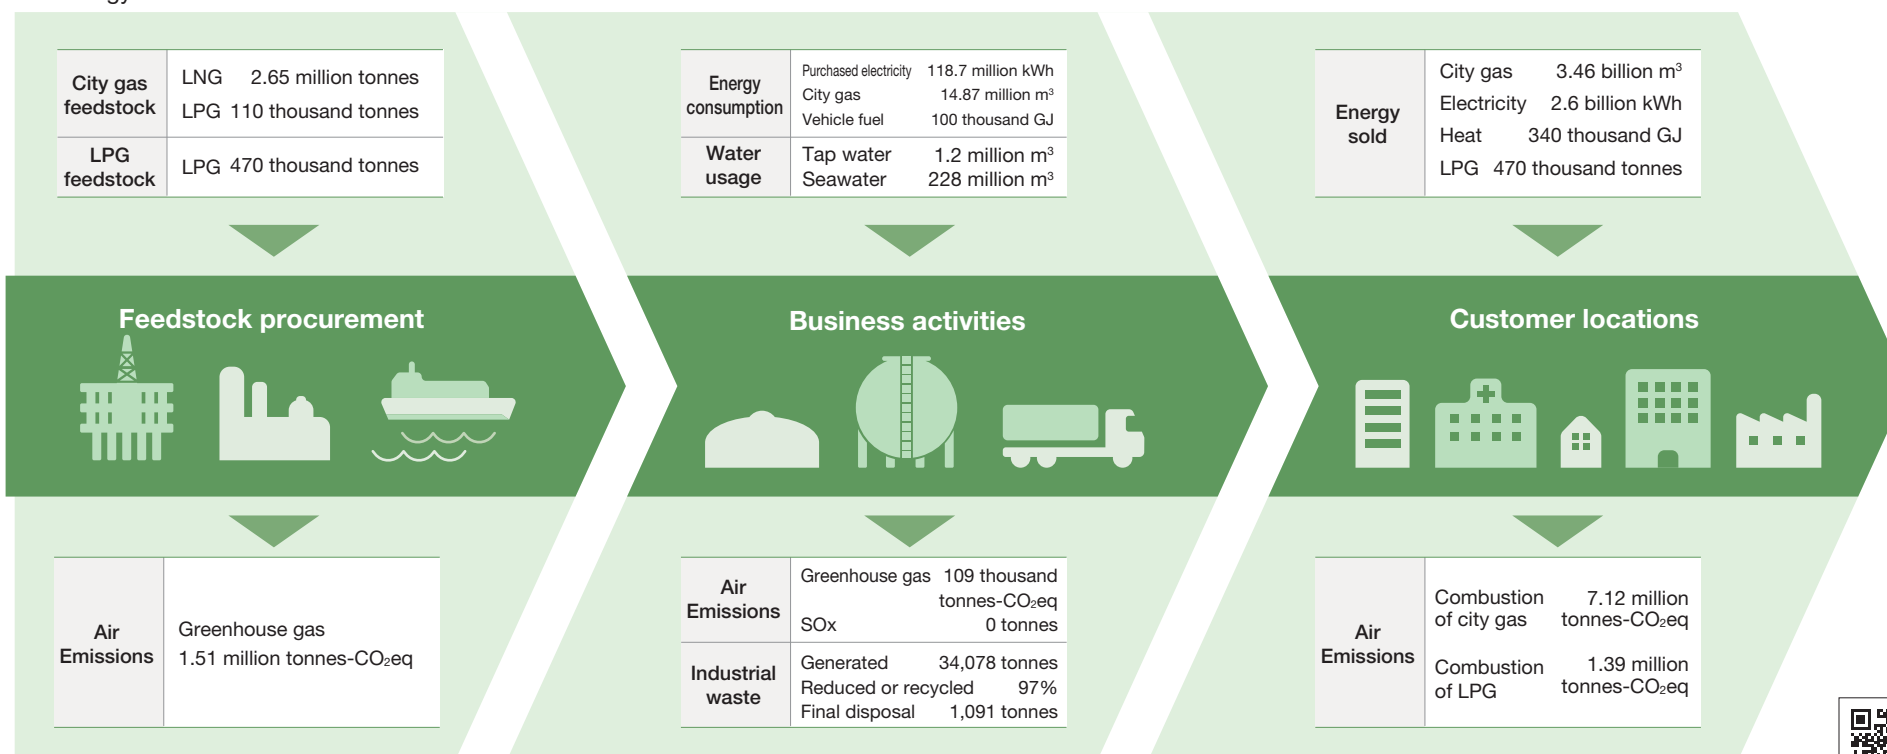 City gas
feedstock
LNG 2.65 million tonnes
LPG 110 thousand tonnes
LPG
feedstock
LPG 470 thousand tonnes
Feedstock procurement
Air
Emissions
Greenhouse gas
1.51 million tonnes-CO₂eq
Energy
consumption
Purchased electricity 118.7 million kWh
City gas 14.87 million m³
Vehicle fuel 100 thousand GJ
Water
usage
Tap water 1.2 million m³
Seawater 228 million m³
Business activities
Air
Emissions
Greenhouse gas 109 thousand
tonnes-CO₂eq
SOx 0 tonnes
Industrial
waste
Generated 34,078 tonnes
Reduced or recycled 97%
Final disposal 1,091 tonnes
Energy
sold
City gas 3.46 billion m³
Electricity 2.6 billion kWh
Heat 340 thousand GJ
LPG 470 thousand tonnes
Customer locations
Air
Emissions
Combustion 7.12 million
of city gas tonnes-CO₂eq
Combustion 1.39 million
of LPG tonnes-CO₂eq